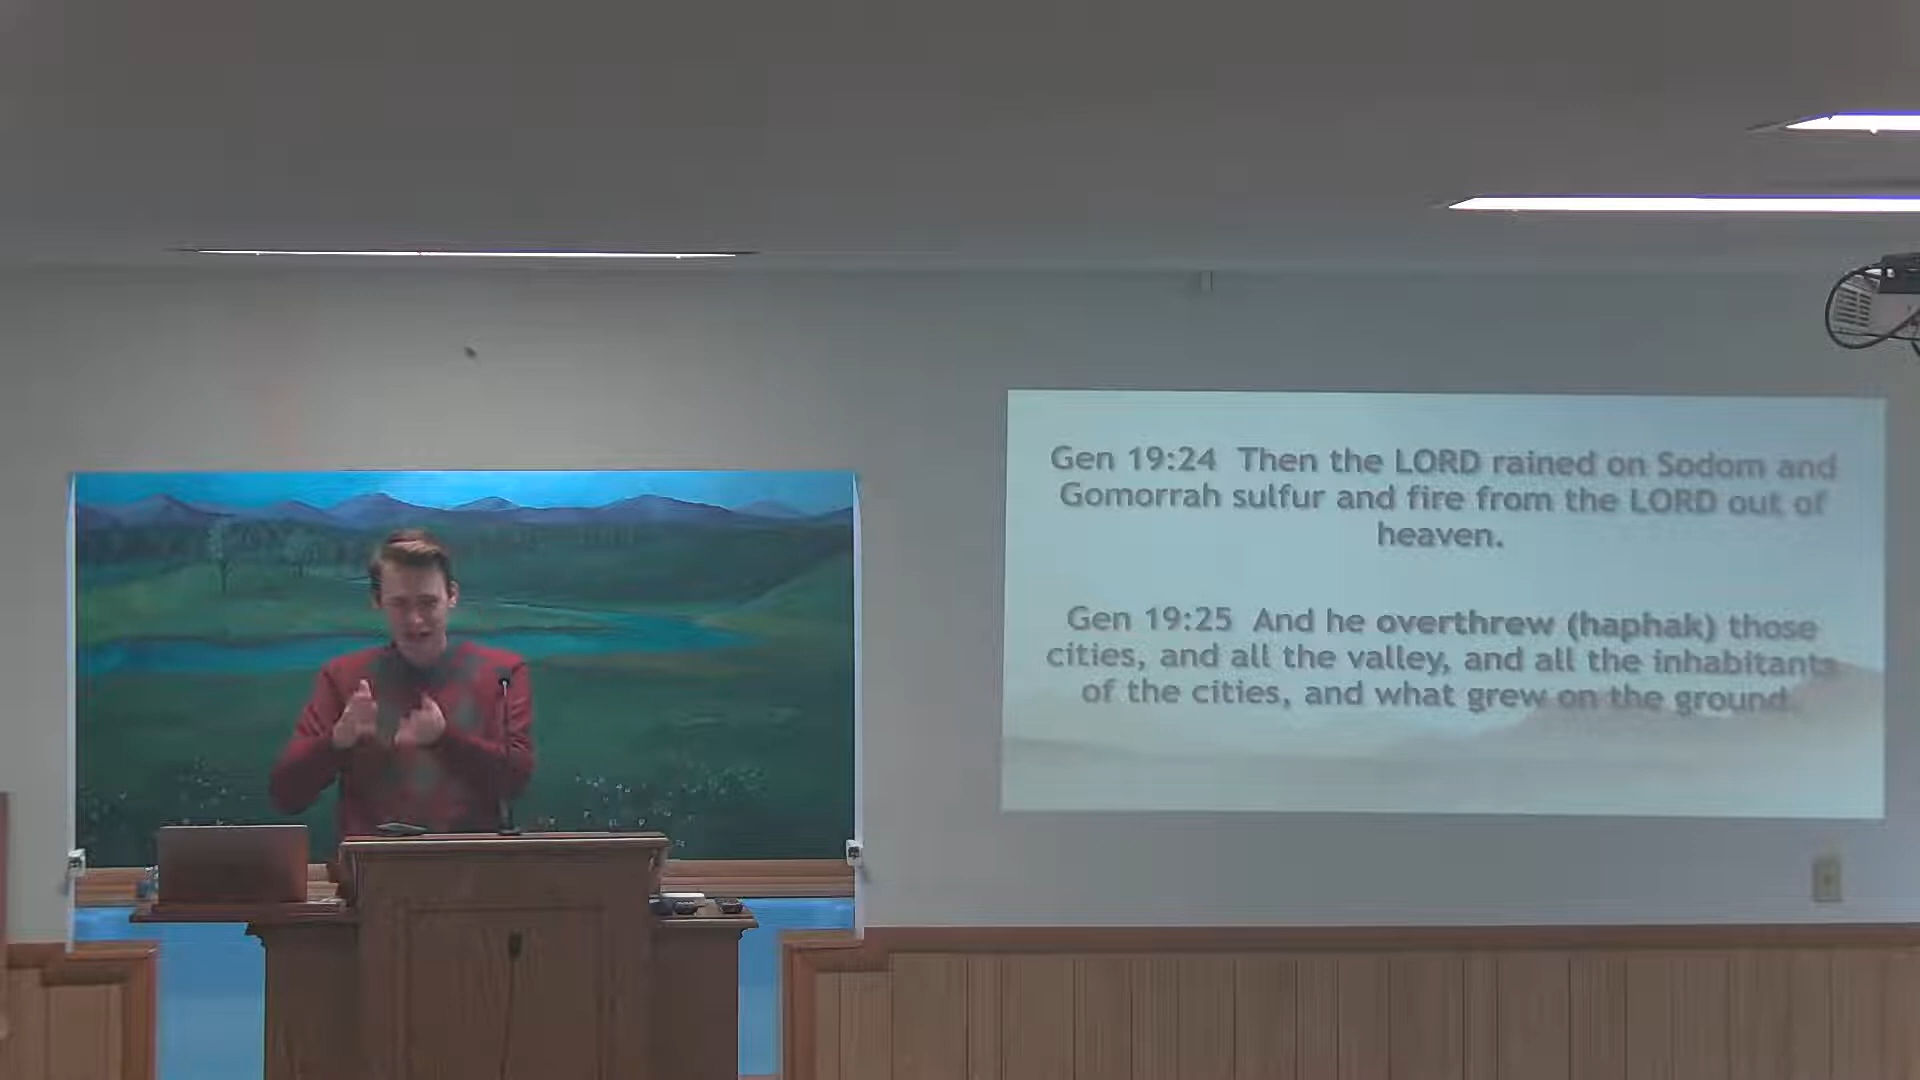 Gen 19:24 Then the LORD rained on Sodom and
Gomorrah sulfur and fire from the LORD out of
heaven.
Gen 19:25 And he overthrew (haphak) those
cities, and all the valley, and all the inhabitants
of the cities, and what grew on the ground.